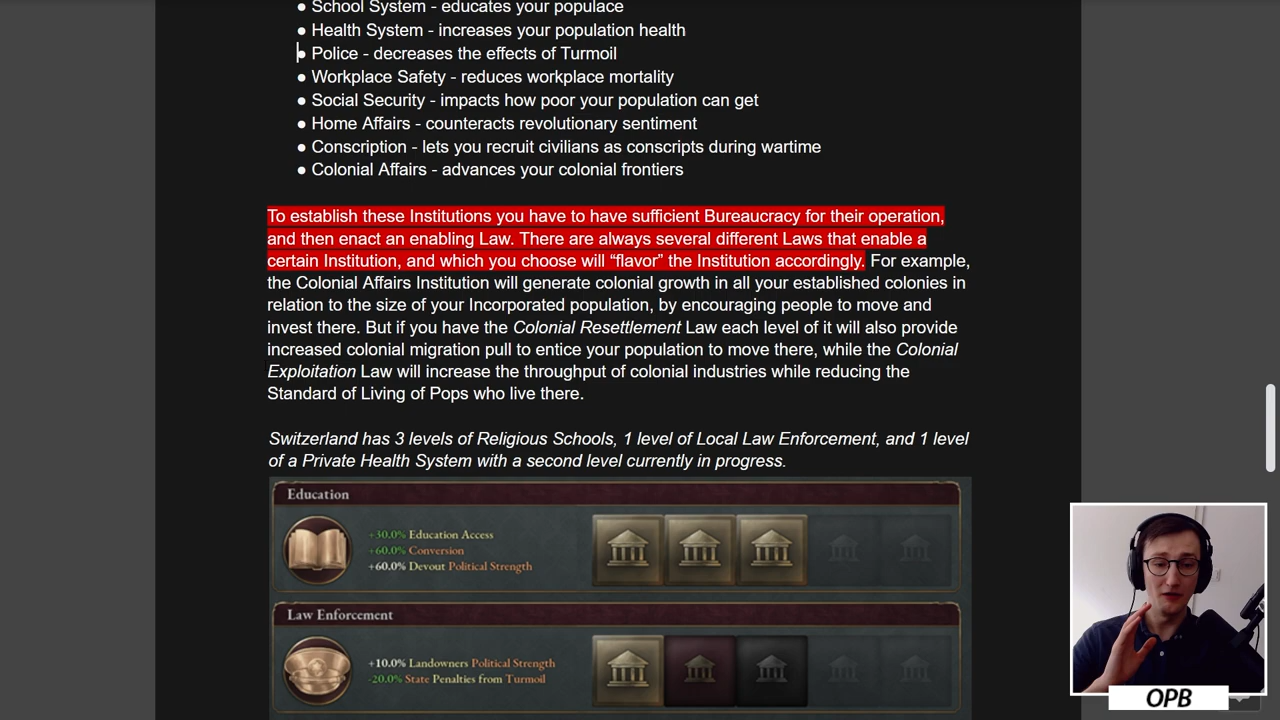 ● School System - educates your populace
● Health System - increases your population health
● Police - decreases the effects of Turmoil
● Workplace Safety - reduces workplace mortality
● Social Security - impacts how poor your population can get
● Home Affairs - counteracts revolutionary sentiment
● Conscription - lets you recruit civilians as conscripts during wartime
● Colonial Affairs - advances your colonial frontiers
To establish these Institutions you have to have sufficient Bureaucracy for their operation,
and then enact an enabling Law. There are always several different Laws that enable a
certain Institution, and which you choose will “flavor” the Institution accordingly. For example,
the Colonial Affairs Institution will generate colonial growth in all your established colonies in
relation to the size of your Incorporated population, by encouraging people to move and
invest there. But if you have the Colonial Resettlement Law each level of it will also provide
increased colonial migration pull to entice your population to move there, while the Colonial
Exploitation Law will increase the throughput of colonial industries while reducing the
Standard of Living of Pops who live there.
Switzerland has 3 levels of Religious Schools, 1 level of Local Law Enforcement, and 1 level
of a Private Health System with a second level currently in progress.
Education
+30.0% Education Access
+60.0% Conversion
+60.0% Devout Political Strength
Law Enforcement
+10.0% Landowners Political Strength
-20.0% State Penalties from Turmoil
OPB